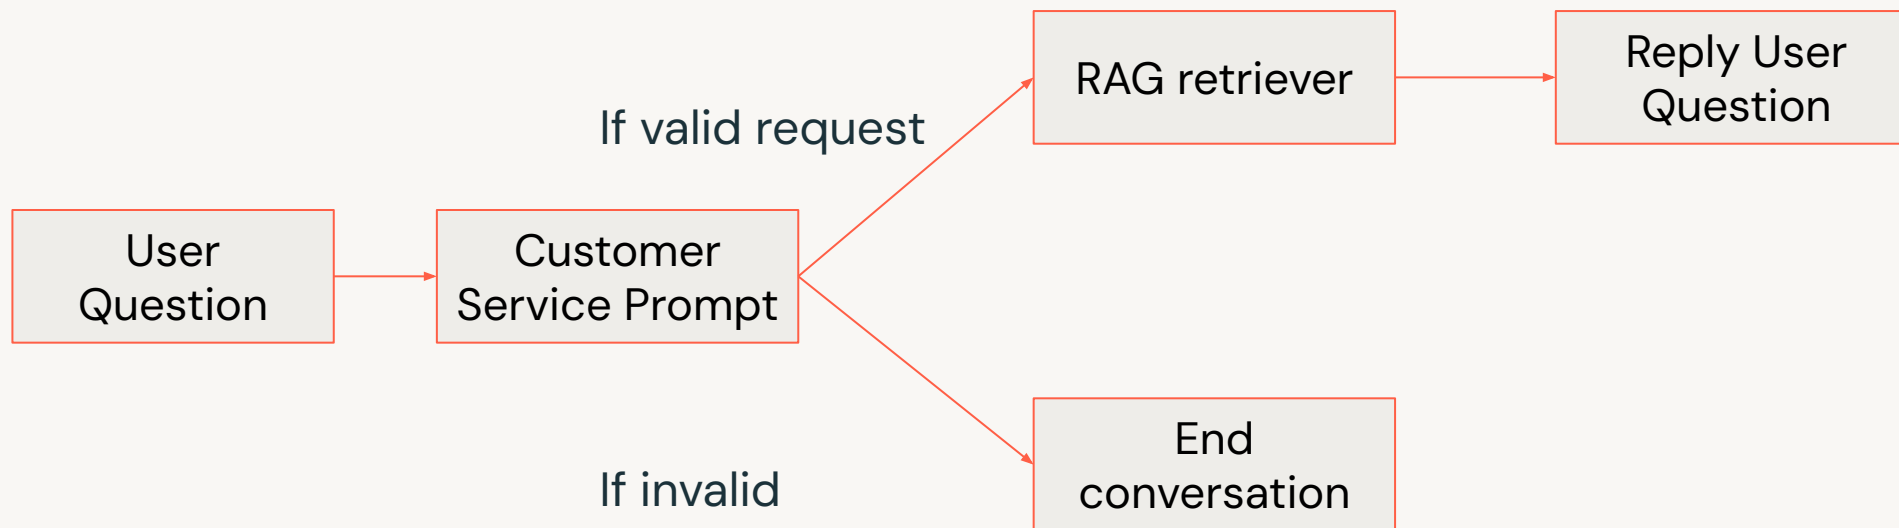 User
Question
Customer
Service Prompt
If valid request
RAG retriever
Reply User
Question
If invalid
End
conversation